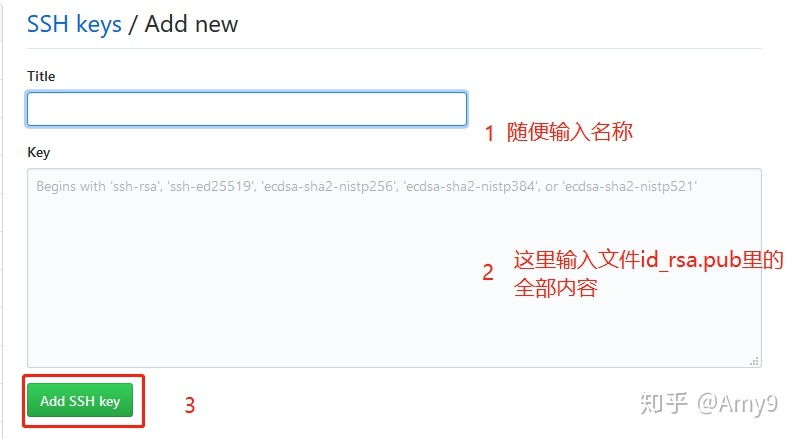 SSH keys / Add new
Title
1 随便输入名称
Key
Begins with 'ssh-rsa', 'ssh-ed25519', 'ecdsa-sha2-nistp256', 'ecdsa-sha2-nistp384', or 'ecdsa-sha2-nistp521'
2 这里输入文件id_rsa.pub里的
全部内容
Add SSH key
3
知乎 @Amy9